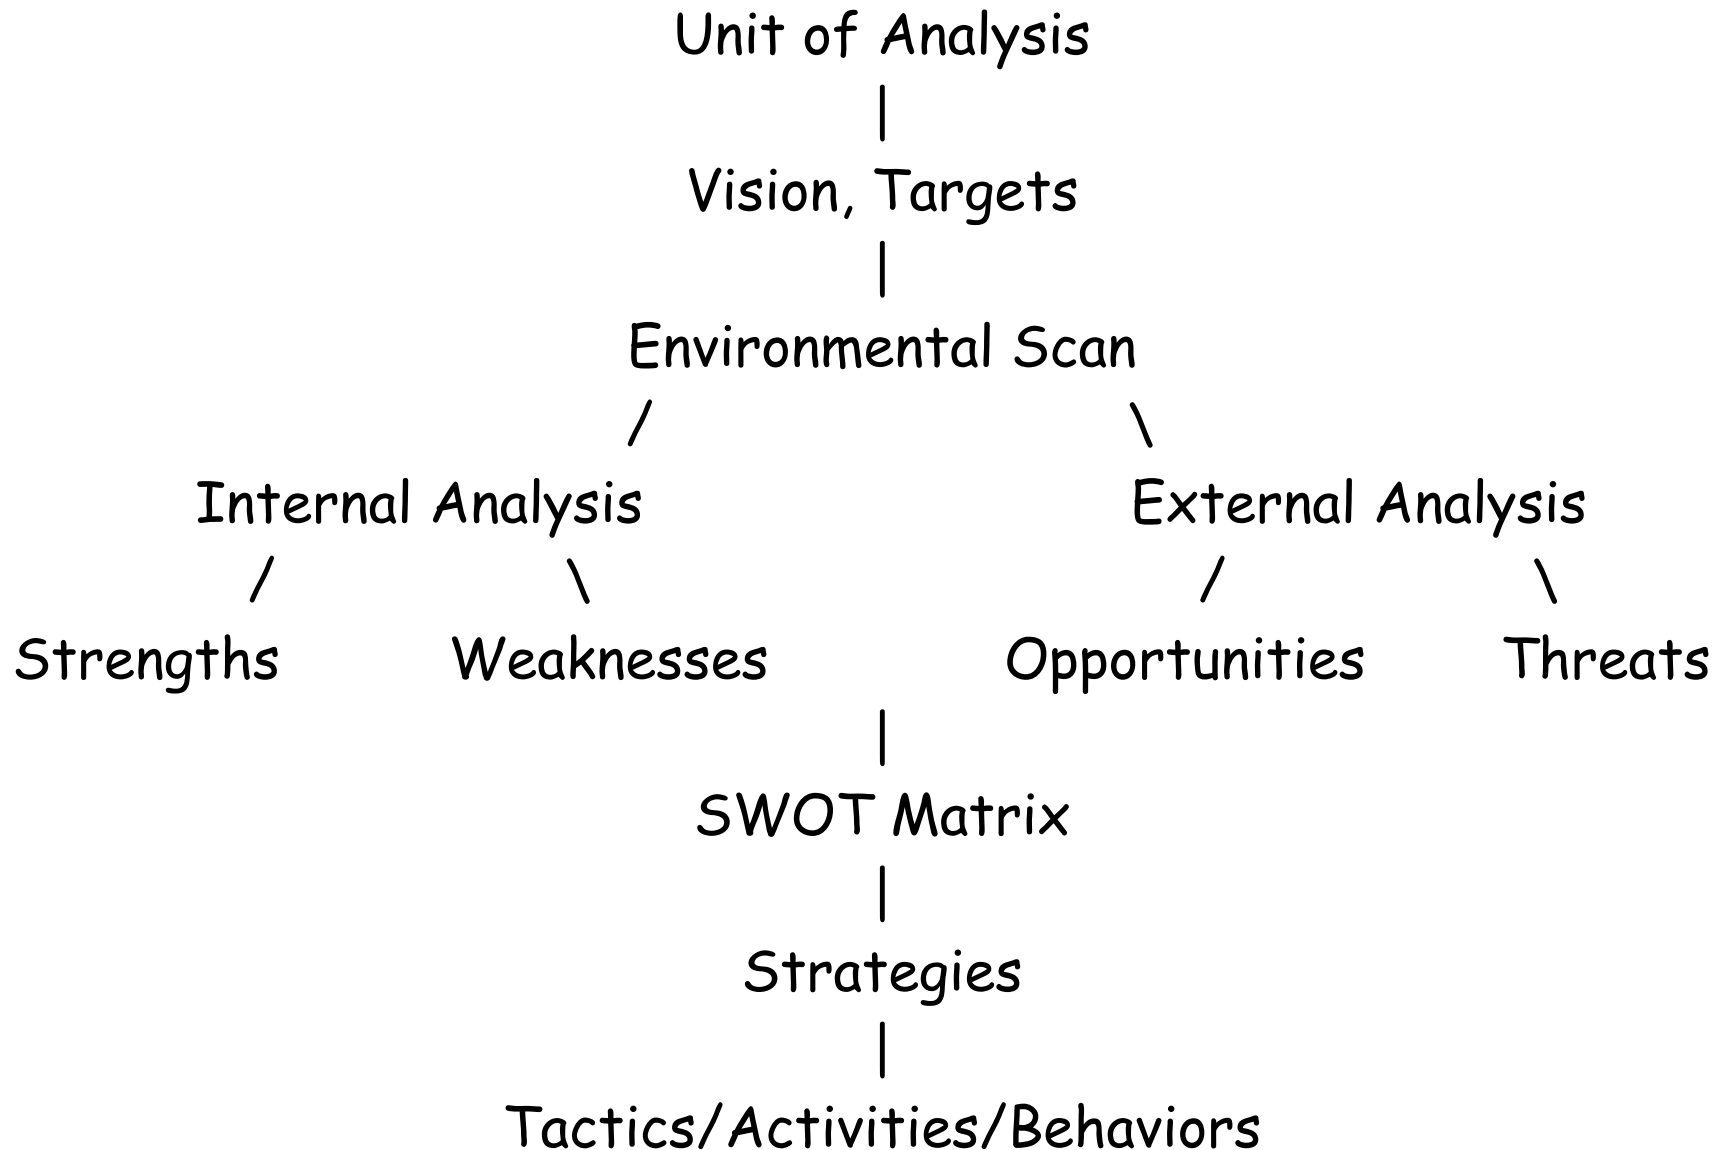 Unit of Analysis
Vision, Targets
Environmental Scan
Internal Analysis
External Analysis
Strengths
Weaknesses
Opportunities
Threats
SWOT Matrix
Strategies
Tactics/Activities/Behaviors